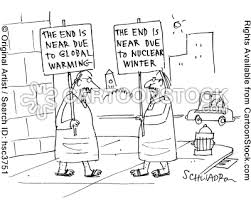 © Original Artist / Search ID: hsc3751
THE END IS
NEAR DUE
TO GLOBAL
WARMING
THE END IS
NEAR DUE
TO NUCLEAR
WINTER
CARTOONSTOCK
.com
SCHWADRON
Rights Available from CartoonStock.com